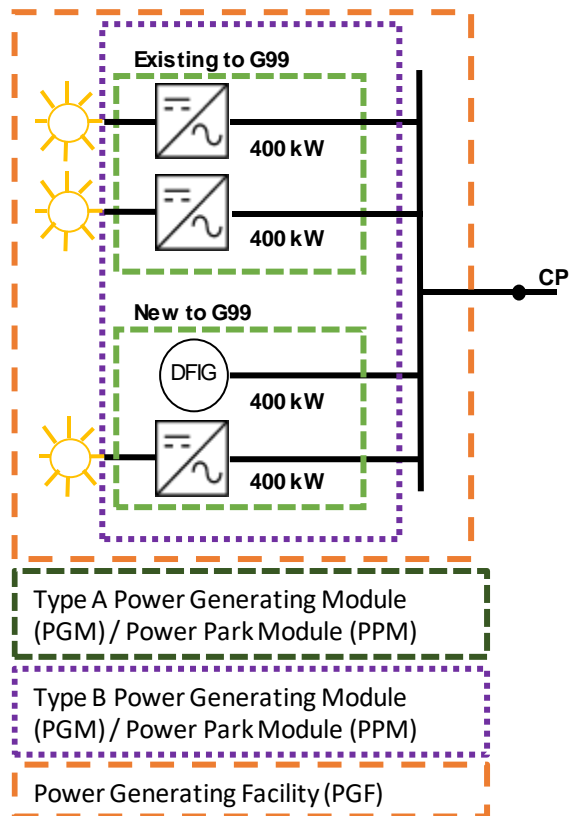 Existing to G99
400 kW
400 kW
CP
New to G99
DFIG
400 kW
400 kW
Type A Power Generating Module
(PGM) / Power Park Module (PPM)
Type B Power Generating Module
(PGM) / Power Park Module (PPM)
Power Generating Facility (PGF)